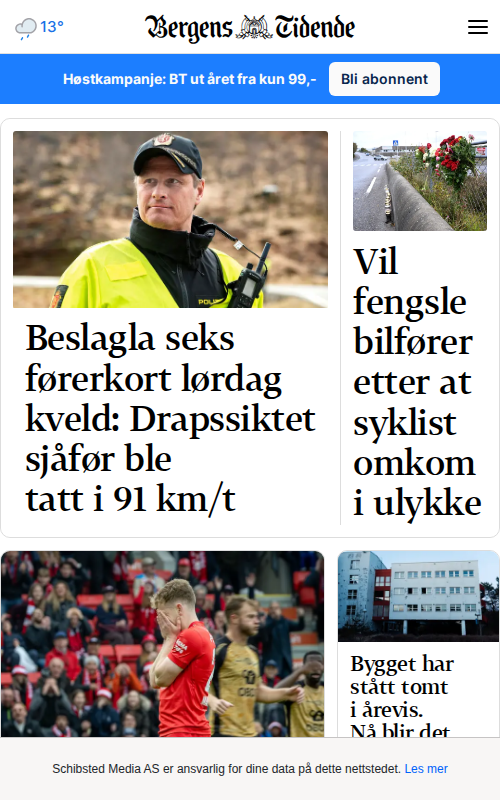 13°
Bergens Tidende
Høstkampanje: BT ut året fra kun 99,-
Bli abonnent
POLITI
Beslagla seks
førerkort lørdag
kveld: Drapssiktet
sjåfør ble
tatt i 91 km/t
Vil
fengsle
bilfører
etter at
syklist
omkom
i ulykke
Bygget har
stått tomt
i årevis.
Nå blir det
Schibsted Media AS er ansvarlig for dine data på dette nettstedet. Les mer